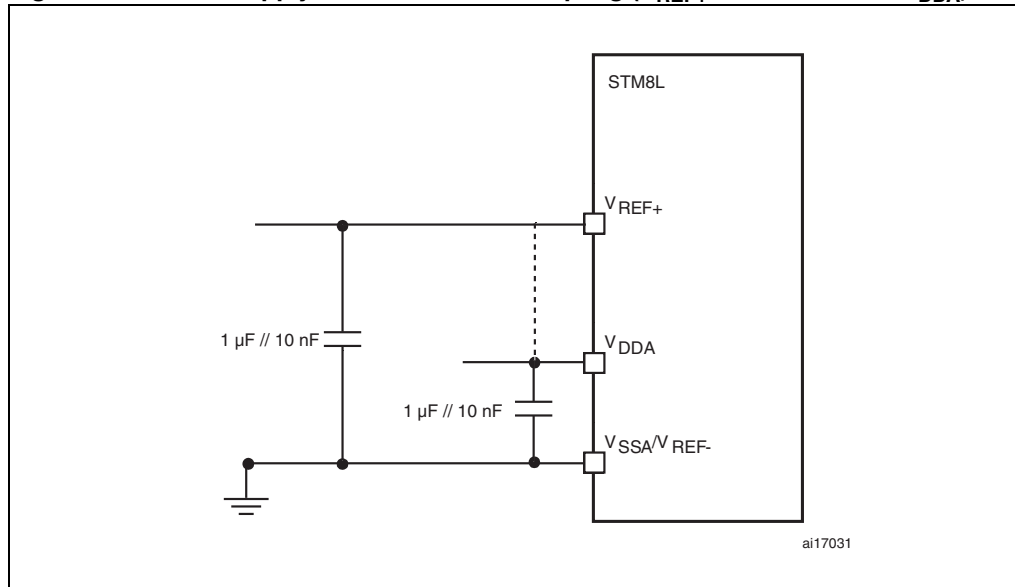 STM8L
VREF+
VDDA
1 µF // 10 nF
1 µF // 10 nF
VSSA/VREF-
ai17031